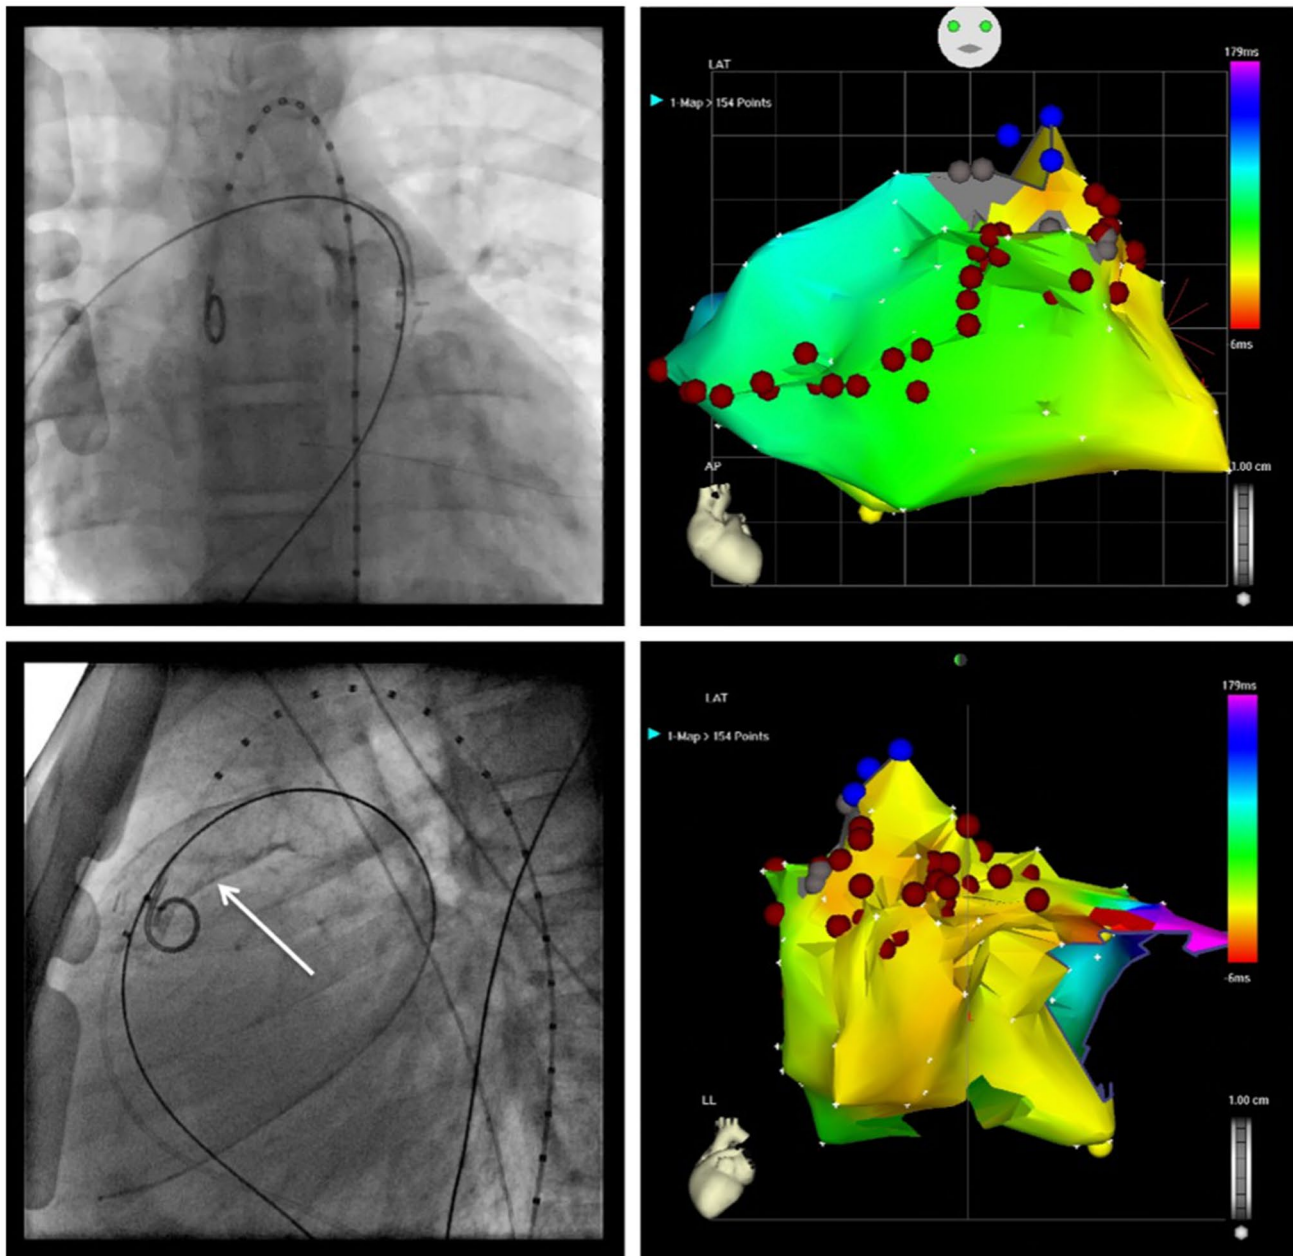 LAT
179ms
1-Map > 154 Points
6ms
AP
1.00 cm
LAT
179ms
1-Map > 154 Points
-6ms
L
LL
1.00 cm